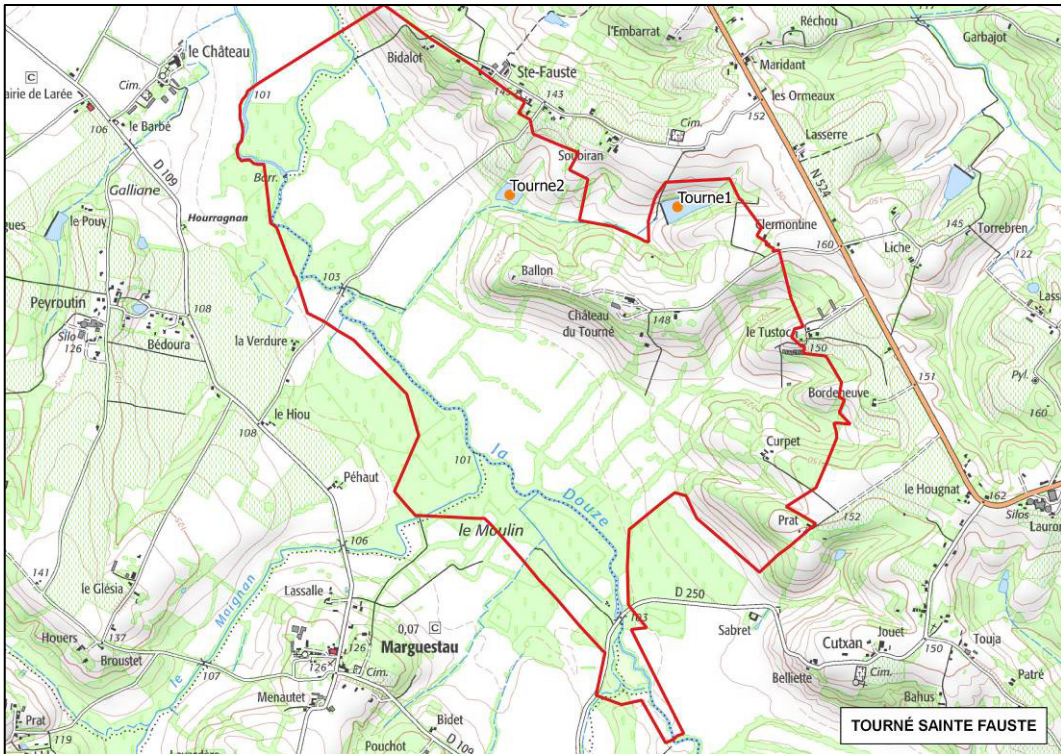 le Château
Cim.
101
Bidalot
Ste-Fauste
145
143
l'Embarrat
Réchou
Garbajot
Maridant
les Ormeaux
152
Lasserre
C
airie de Larée
106
le Barbé
D 109
Galliane
le Pouy
Hourragnan
Barr.
Soubiran
Cim.
Tourne2
Tourne1
N 524
Clermontine
160
Liche
145
Torrebren
122
Peyroutin
Silo
126
Bédoura
108
la Verdure
103
Ballon
Château
du Tourné
148
le Tustoc
150
151
Bordeneuve
Pyl.
160
le Hiou
108
Péhaut
101
la
Douze
Curpet
Prat
152
le Hougnat
162
Silos
le Moulin
106
141
le Glésia
le Maignan
Lassalle
0,07
C
Marguestau
D 250
103
Sabret
Cutxan
Jouet
150
Touja
Cim.
Patré
Belliette
Bahus
Houers
137
Broustet
107
126
126
Cim.
Menautet
Bidet
D 109
Pouchot
Prat
119
TOURNÉ SAINTE FAUSTE